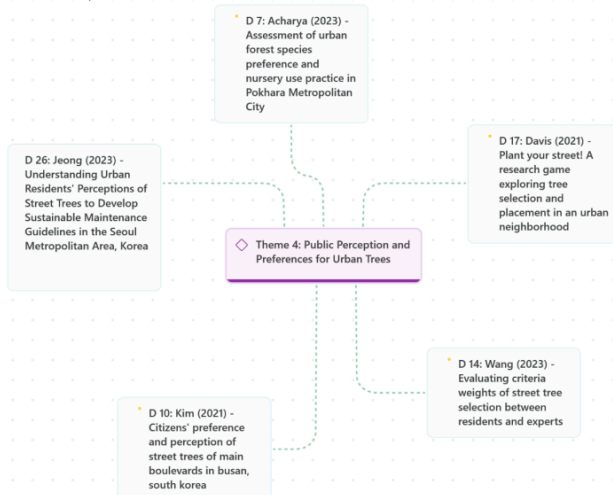 D 7: Acharya (2023) -
Assessment of urban
forest species
preference and
nursery use practice in
Pokhara Metropolitan
City
D 17: Davis (2021) -
Plant your street! A
research game
exploring tree
selection and
placement in an urban
neighborhood
D 26: Jeong (2023) -
Understanding Urban
Residents' Perceptions of
Street Trees to Develop
Sustainable Maintenance
Guidelines in the Seoul
Metropolitan Area, Korea
Theme 4: Public Perception and
Preferences for Urban Trees
D 14: Wang (2023) -
Evaluating criteria
weights of street tree
selection between
residents and experts
D 10: Kim (2021) -
Citizens' preference
and perception of
street trees of main
boulevards in busan,
south korea